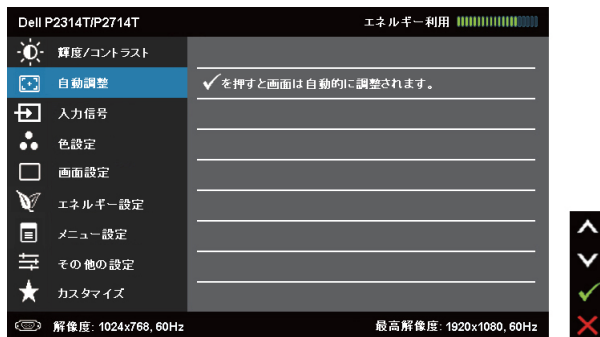 Dell P2314T/P2714T
エネルギー利用
輝度/コントラスト
自動調整
✓を押すと画面は自動的に調整されます。
入力信号
色設定
画面設定
エネルギー設定
メニュー設定
その他の設定
カスタマイズ
解像度: 1024x768, 60Hz
最高解像度: 1920x1080, 60Hz